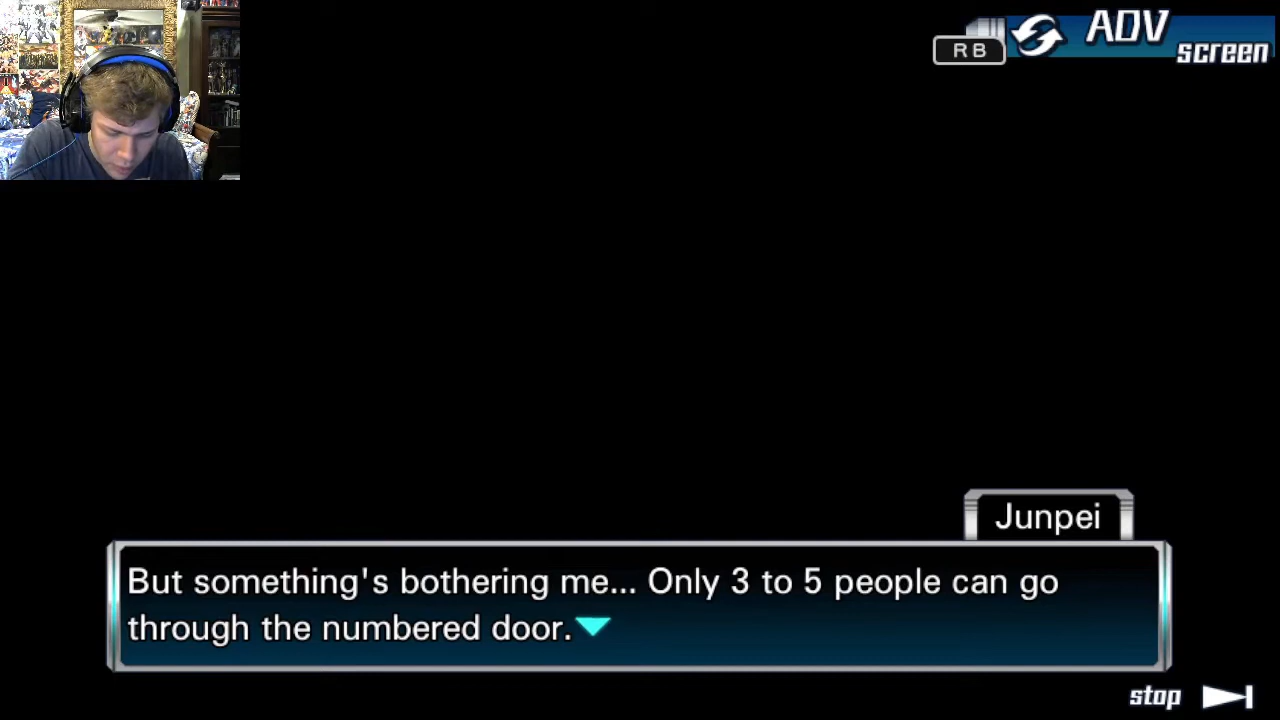 RB
ADV
screen
Junpei
But something's bothering me... Only 3 to 5 people can go
through the numbered door.
stop